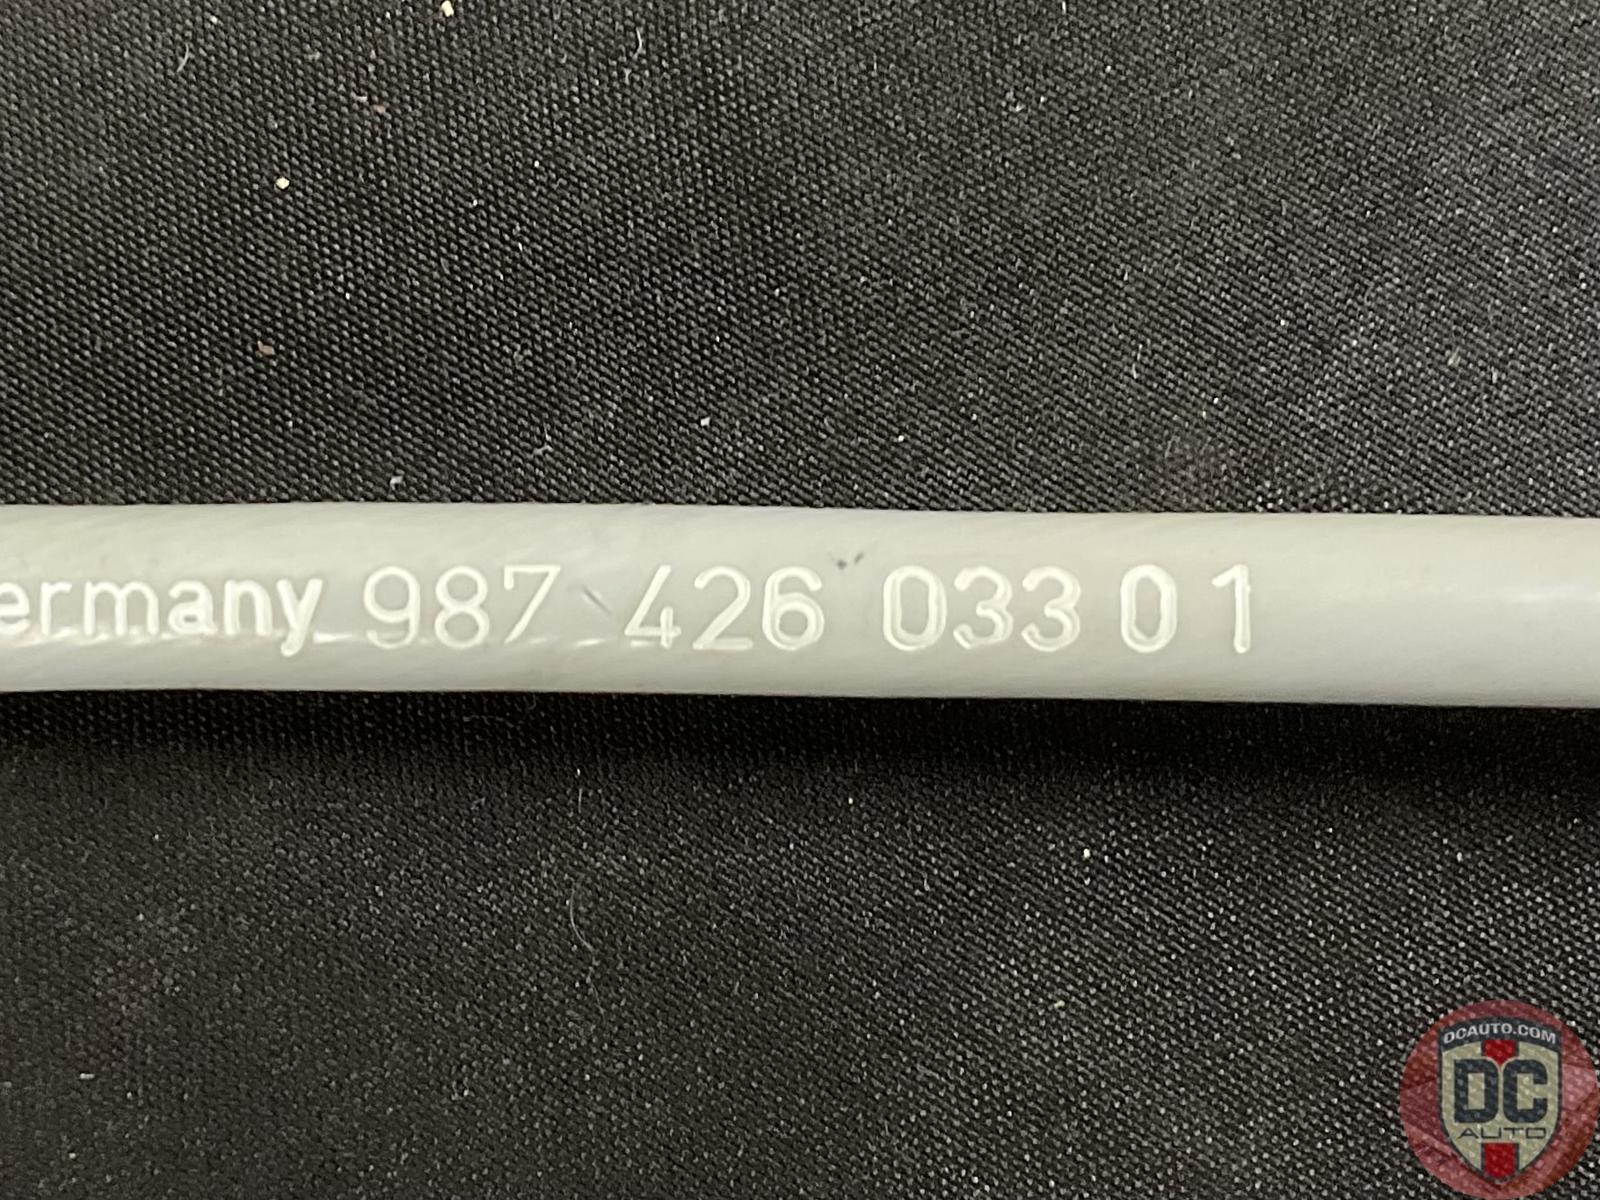 ermany 987 426 033 01
DCAUTO.COM
DC
AUTO